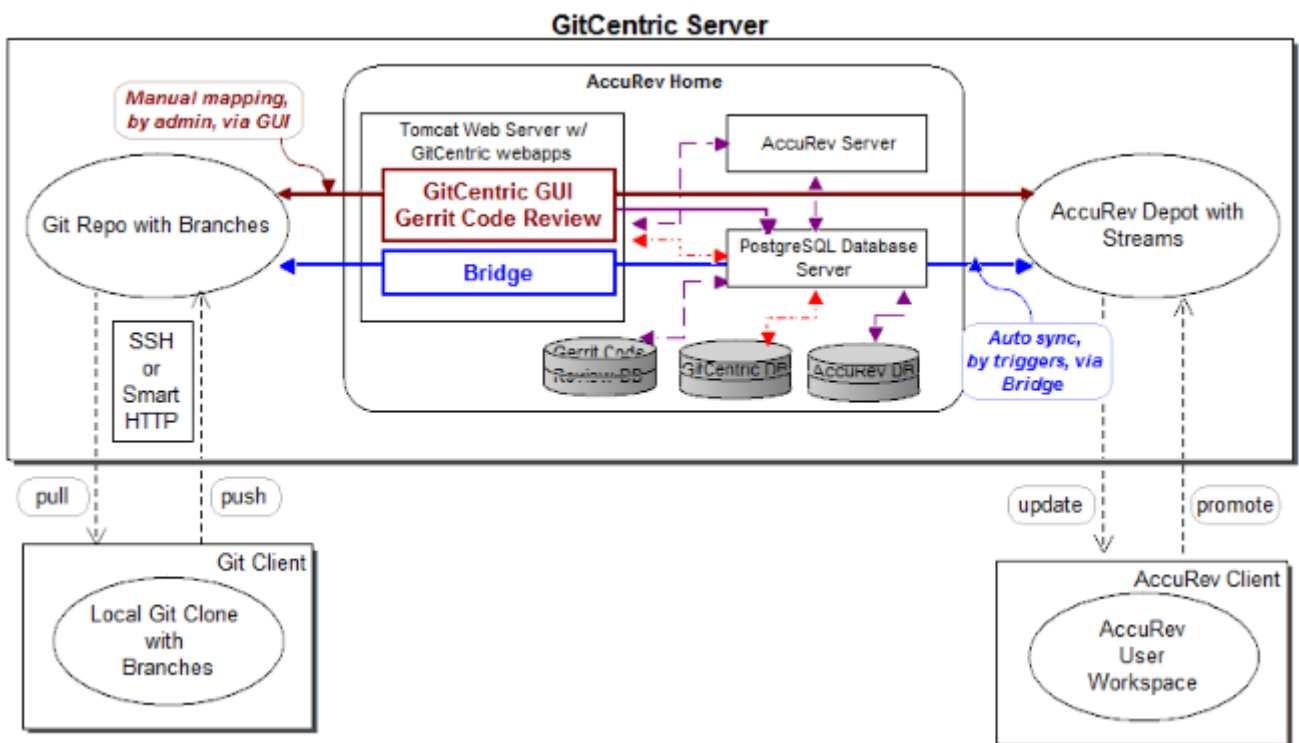 GitCentric Server
AccuRev Home
Manual mapping,
by admin, via GUI
Tomcat Web Server w/
GitCentric webapps
AccuRev Server
GitCentric GUI
Gerrit Code Review
Git Repo with Branches
AccuRev Depot with
Streams
PostgreSQL Database
Server
Bridge
SSH
or
Smart
HTTP
Gerrit Code
Review DB
GitCentric DB
AccuRev DB
Auto sync,
by triggers, via
Bridge
pull
push
update
promote
Git Client
Local Git Clone
with
Branches
AccuRev Client
AccuRev
User
Workspace